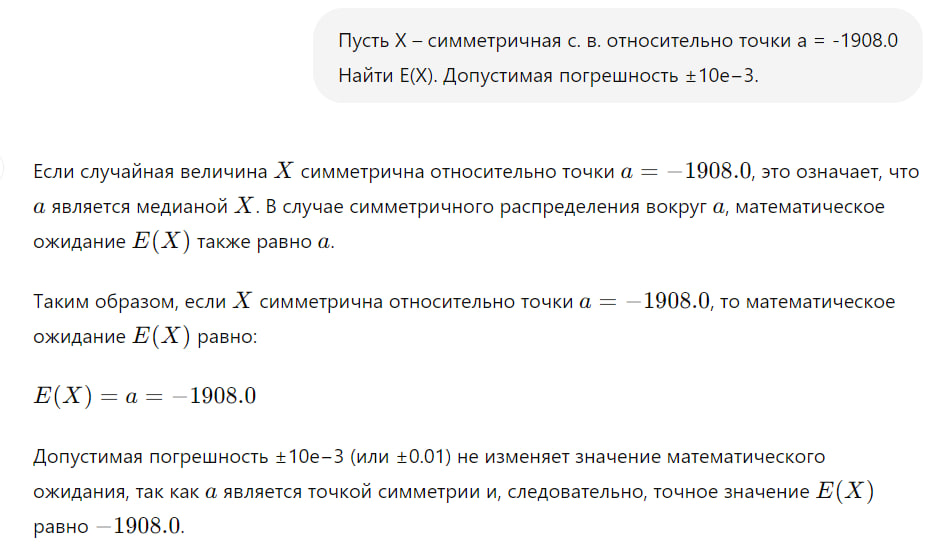 Пусть X – симметричная с. в. относительно точки a = -1908.0
Найти E(X). Допустимая погрешность ±10e−3.
Если случайная величина X симметрична относительно точки a = −1908.0, это означает, что
a является медианой X. В случае симметричного распределения вокруг a, математическое
ожидание E(X) также равно a.
Таким образом, если X симметрична относительно точки a = −1908.0, то математическое
ожидание E(X) равно:
E(X) = a = −1908.0
Допустимая погрешность ±10e−3 (или ±0.01) не изменяет значение математического
ожидания, так как a является точкой симметрии и, следовательно, точное значение E(X)
равно −1908.0.